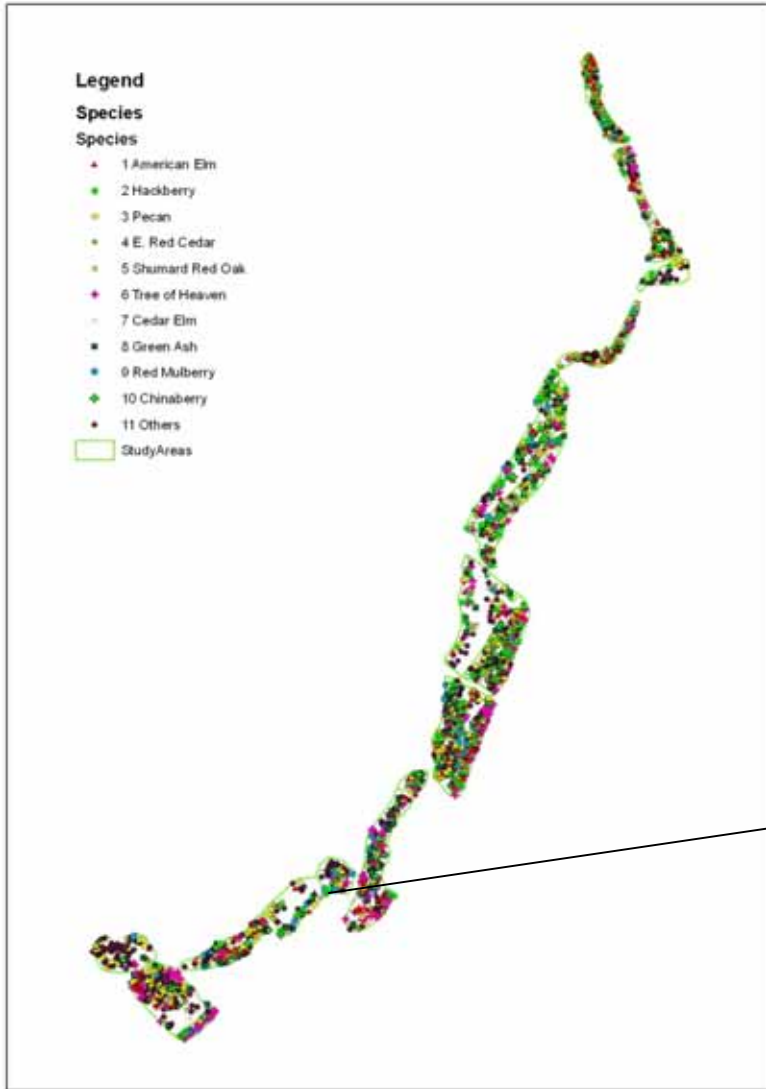 Legend
Species
Species
1 American Elm
2 Hackberry
3 Pecan
4 E. Red Cedar
5 Shumard Red Oak
6 Tree of Heaven
7 Cedar Elm
8 Green Ash
9 Red Mulberry
10 Chinaberry
11 Others
StudyAreas